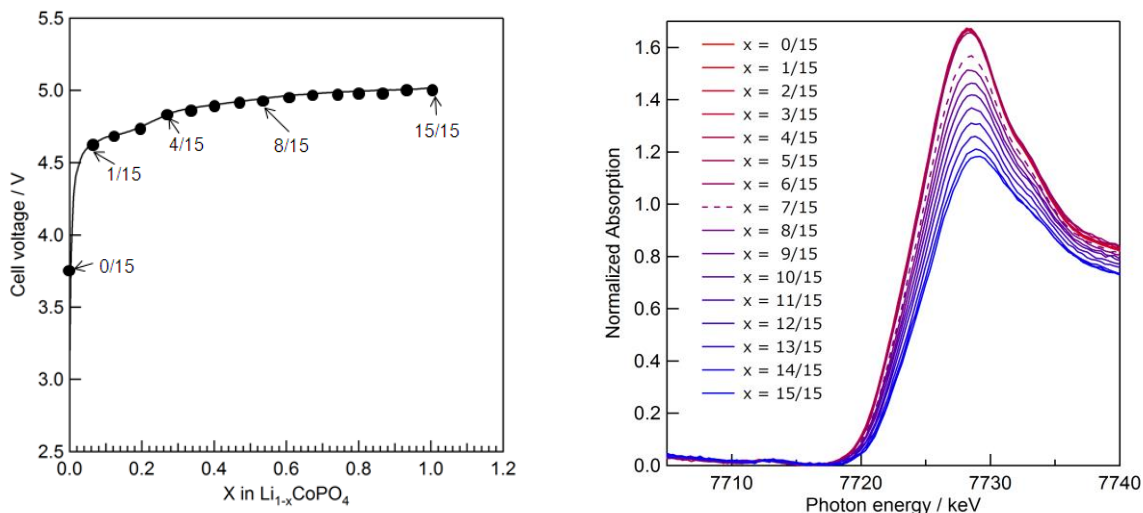 Cell voltage / V
5.5
5.0
4.5
4.0
3.5
3.0
2.5
0/15
1/15
4/15
8/15
15/15
0.0 0.2 0.4 0.6 0.8 1.0 1.2
X in Li1-xCoPO4
Normalized Absorption
1.6
1.4
1.2
1.0
0.8
0.6
0.4
0.2
0.0
x = 0/15
x = 1/15
x = 2/15
x = 3/15
x = 4/15
x = 5/15
x = 6/15
x = 7/15
x = 8/15
x = 9/15
x = 10/15
x = 11/15
x = 12/15
x = 13/15
x = 14/15
x = 15/15
7710 7720 7730 7740
Photon energy / keV